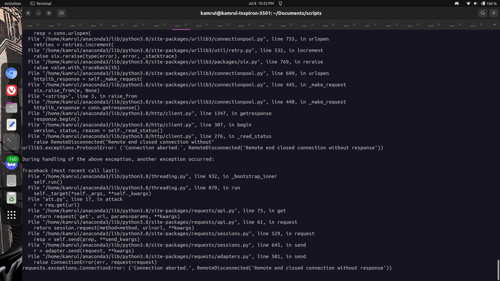 Activities
Terminal
Jul 8 10:33 PM
100 %
kamrul@kamrul-inspiron-3501: ~/Documents/scripts
resp = conn.urlopen(
File "/home/kamrul/anaconda3/lib/python3.8/site-packages/urllib3/connectionpool.py", line 755, in urlopen
retries = retries.increment(
File "/home/kamrul/anaconda3/lib/python3.8/site-packages/urllib3/util/retry.py", line 532, in increment
raise six.reraise(type(error), error, _stacktrace)
File "/home/kamrul/anaconda3/lib/python3.8/site-packages/urllib3/packages/six.py", line 769, in reraise
raise value.with_traceback(tb)
File "/home/kamrul/anaconda3/lib/python3.8/site-packages/urllib3/connectionpool.py", line 699, in urlopen
httplib_response = self._make_request(
File "/home/kamrul/anaconda3/lib/python3.8/site-packages/urllib3/connectionpool.py", line 445, in _make_request
six.raise_from(e, None)
File "<string>", line 3, in raise_from
File "/home/kamrul/anaconda3/lib/python3.8/site-packages/urllib3/connectionpool.py", line 440, in _make_request
httplib_response = conn.getresponse()
File "/home/kamrul/anaconda3/lib/python3.8/http/client.py", line 1347, in getresponse
response.begin()
File "/home/kamrul/anaconda3/lib/python3.8/http/client.py", line 307, in begin
version, status, reason = self._read_status()
File "/home/kamrul/anaconda3/lib/python3.8/http/client.py", line 276, in _read_status
raise RemoteDisconnected("Remote end closed connection without"
urllib3.exceptions.ProtocolError: ('Connection aborted.', RemoteDisconnected('Remote end closed connection without response'))
During handling of the above exception, another exception occurred:
Traceback (most recent call last):
File "/home/kamrul/anaconda3/lib/python3.8/threading.py", line 932, in _bootstrap_inner
self.run()
File "/home/kamrul/anaconda3/lib/python3.8/threading.py", line 870, in run
self._target(*self._args, **self._kwargs)
File "att.py", line 17, in attack
r = req.get(url)
File "/home/kamrul/anaconda3/lib/python3.8/site-packages/requests/api.py", line 75, in get
return request('get', url, params=params, **kwargs)
File "/home/kamrul/anaconda3/lib/python3.8/site-packages/requests/api.py", line 61, in request
return session.request(method=method, url=url, **kwargs)
File "/home/kamrul/anaconda3/lib/python3.8/site-packages/requests/sessions.py", line 529, in request
resp = self.send(prep, **send_kwargs)
File "/home/kamrul/anaconda3/lib/python3.8/site-packages/requests/sessions.py", line 645, in send
r = adapter.send(request, **kwargs)
File "/home/kamrul/anaconda3/lib/python3.8/site-packages/requests/adapters.py", line 501, in send
raise ConnectionError(err, request=request)
requests.exceptions.ConnectionError: ('Connection aborted.', RemoteDisconnected('Remote end closed connection without response'))